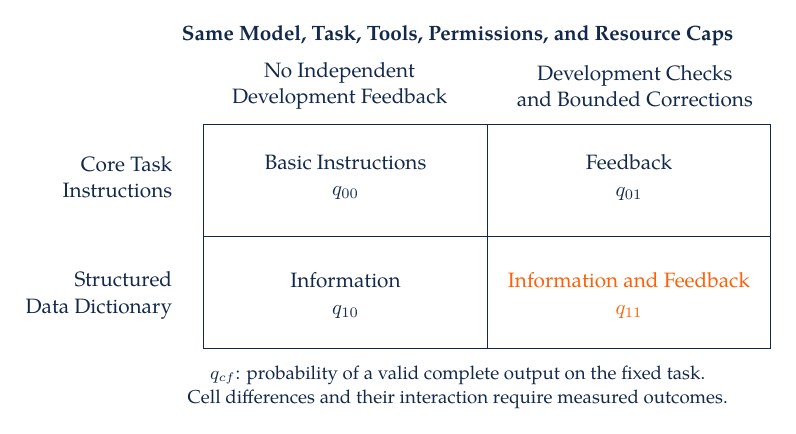 Same Model, Task, Tools, Permissions, and Resource Caps
No Independent
Development Feedback
Development Checks
and Bounded Corrections
Core Task
Instructions
Basic Instructions
q₀₀
Feedback
q₀₁
Structured
Data Dictionary
Information
q₁₀
Information and Feedback
q₁₁
q_cf: probability of a valid complete output on the fixed task.
Cell differences and their interaction require measured outcomes.